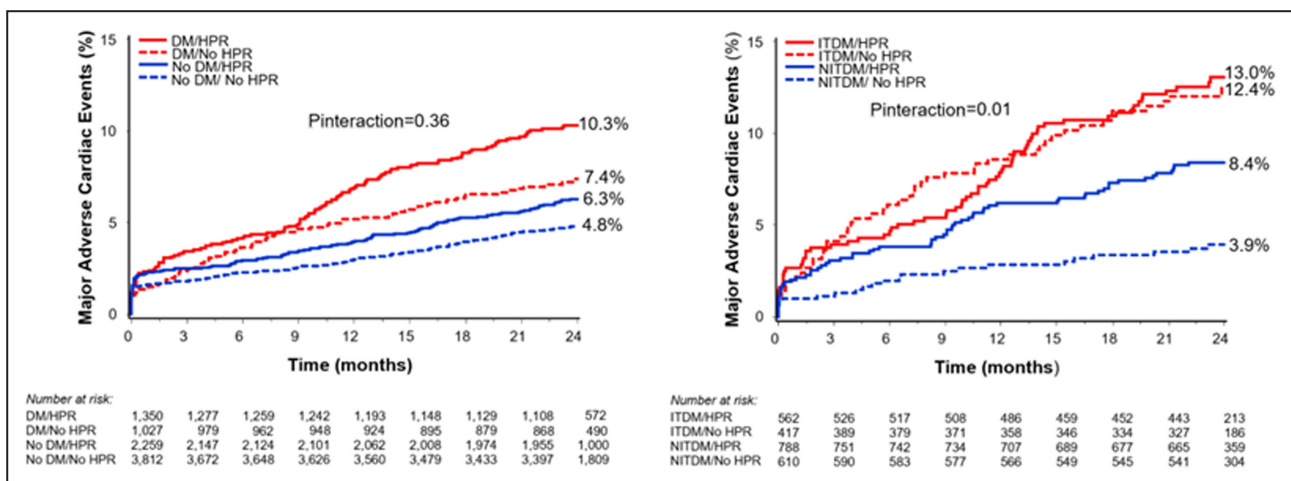 Major Adverse Cardiac Events (%)
15
10
5
0
DM/HPR
DM/No HPR
No DM/HPR
No DM/ No HPR
Pinteraction=0.36
10.3%
7.4%
6.3%
4.8%
0 3 6 9 12 15 18 21 24
Time (months)
Number at risk:
DM/HPR 1,350 1,277 1,259 1,242 1,193 1,148 1,129 1,108 572
DM/No HPR 1,027 979 962 948 924 895 879 868 490
No DM/HPR 2,259 2,147 2,124 2,101 2,062 2,008 1,974 1,955 1,000
No DM/No HPR 3,812 3,672 3,648 3,626 3,560 3,479 3,433 3,397 1,809
Major Adverse Cardiac Events (%)
15
10
5
0
ITDM/HPR
ITDM/No HPR
NITDM/HPR
NITDM/ No HPR
Pinteraction=0.01
13.0%
12.4%
8.4%
3.9%
0 3 6 9 12 15 18 21 24
Time (months)
Number at risk:
ITDM/HPR 562 526 517 508 486 459 452 443 213
ITDM/No HPR 417 389 379 371 358 346 334 327 186
NITDM/HPR 788 751 742 734 707 689 677 665 359
NITDM/No HPR 610 590 583 577 566 549 545 541 304